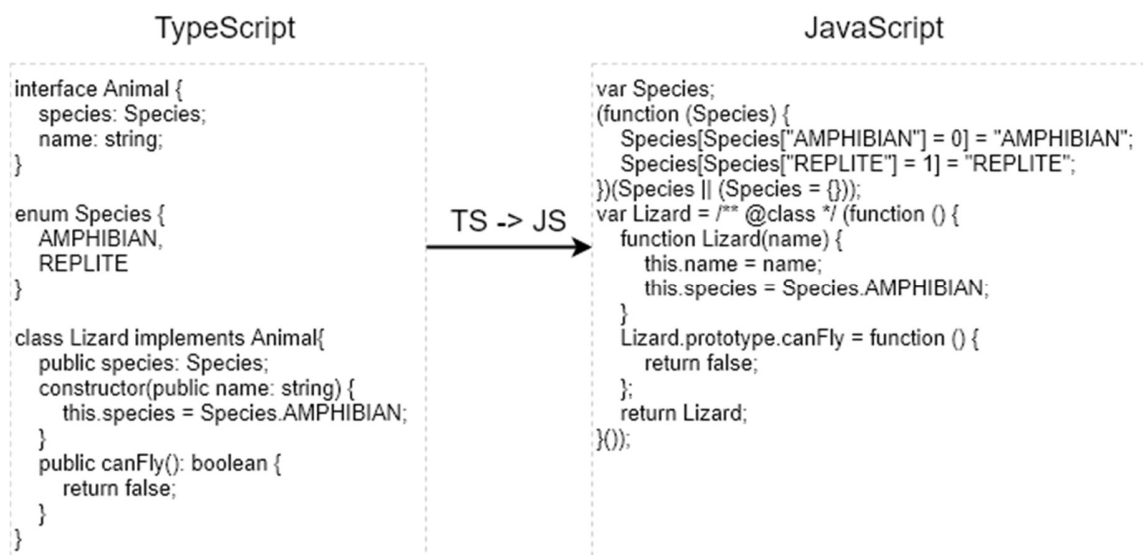 TypeScript
interface Animal {
species: Species;
name: string;
}
enum Species {
AMPHIBIAN,
REPLITE
}
class Lizard implements Animal{
public species: Species;
constructor(public name: string) {
this.species = Species.AMPHIBIAN;
}
public canFly(): boolean {
return false;
}
}
TS -> JS
JavaScript
var Species;
(function (Species) {
Species[Species["AMPHIBIAN"] = 0] = "AMPHIBIAN";
Species[Species["REPLITE"] = 1] = "REPLITE";
})(Species || (Species = {}));
var Lizard = /** @class */ (function () {
function Lizard(name) {
this.name = name;
this.species = Species.AMPHIBIAN;
}
Lizard.prototype.canFly = function () {
return false;
};
return Lizard;
}());